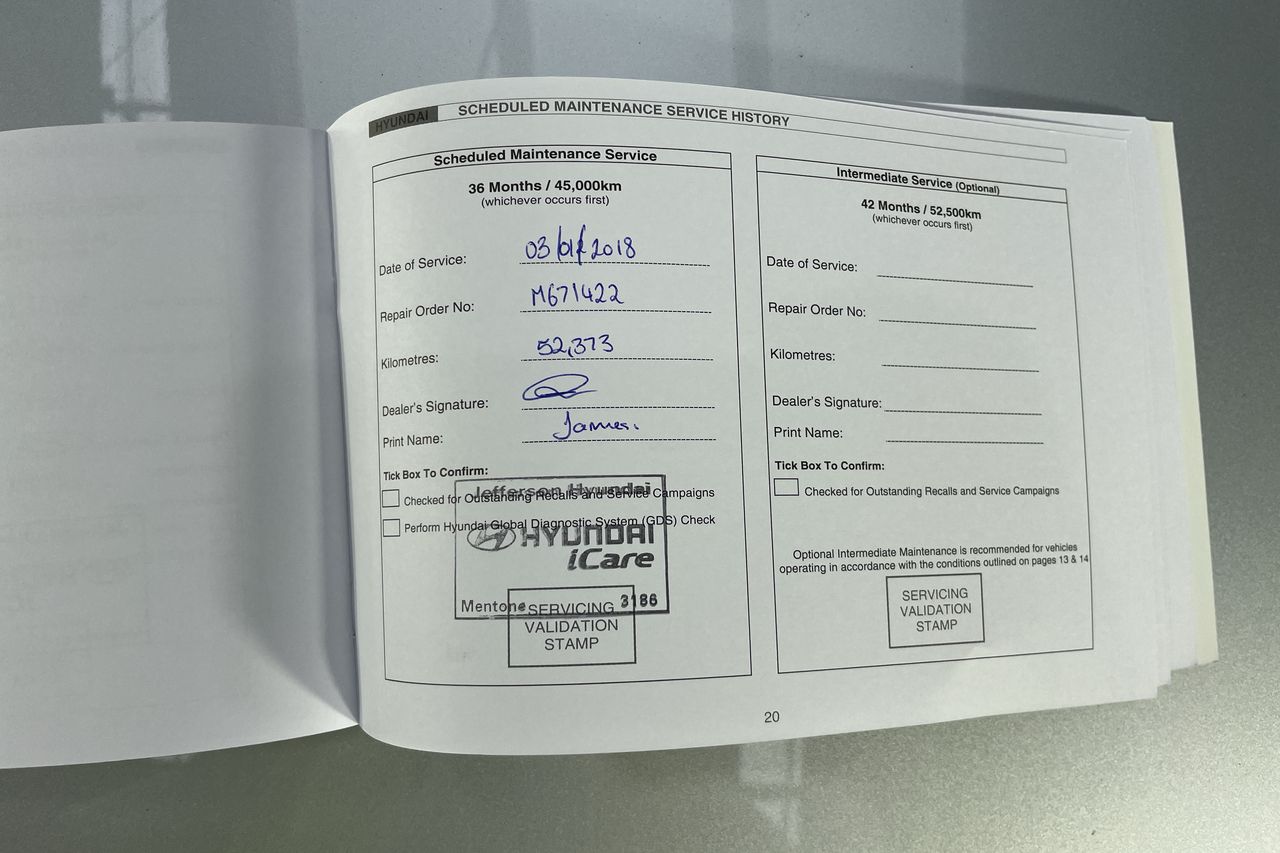 HYUNDAI
SCHEDULED MAINTENANCE SERVICE HISTORY
Scheduled Maintenance Service
36 Months / 45,000km
(whichever occurs first)
Date of Service: 03/01/2018
Repair Order No: M671422
Kilometres: 52,373
Dealer's Signature:
Print Name: James.
Tick Box To Confirm:
Checked for Outstanding Recalls and Service Campaigns
Perform Hyundai Global Diagnostic System (GDS) Check
Jefferson Hyundai
HYUNDAI
iCare
Mentone 3186
SERVICING
VALIDATION
STAMP
Intermediate Service (Optional)
42 Months / 52,500km
(whichever occurs first)
Date of Service:
Repair Order No:
Kilometres:
Dealer's Signature:
Print Name:
Tick Box To Confirm:
Checked for Outstanding Recalls and Service Campaigns
Optional Intermediate Maintenance is recommended for vehicles
operating in accordance with the conditions outlined on pages 13 & 14
SERVICING
VALIDATION
STAMP
20